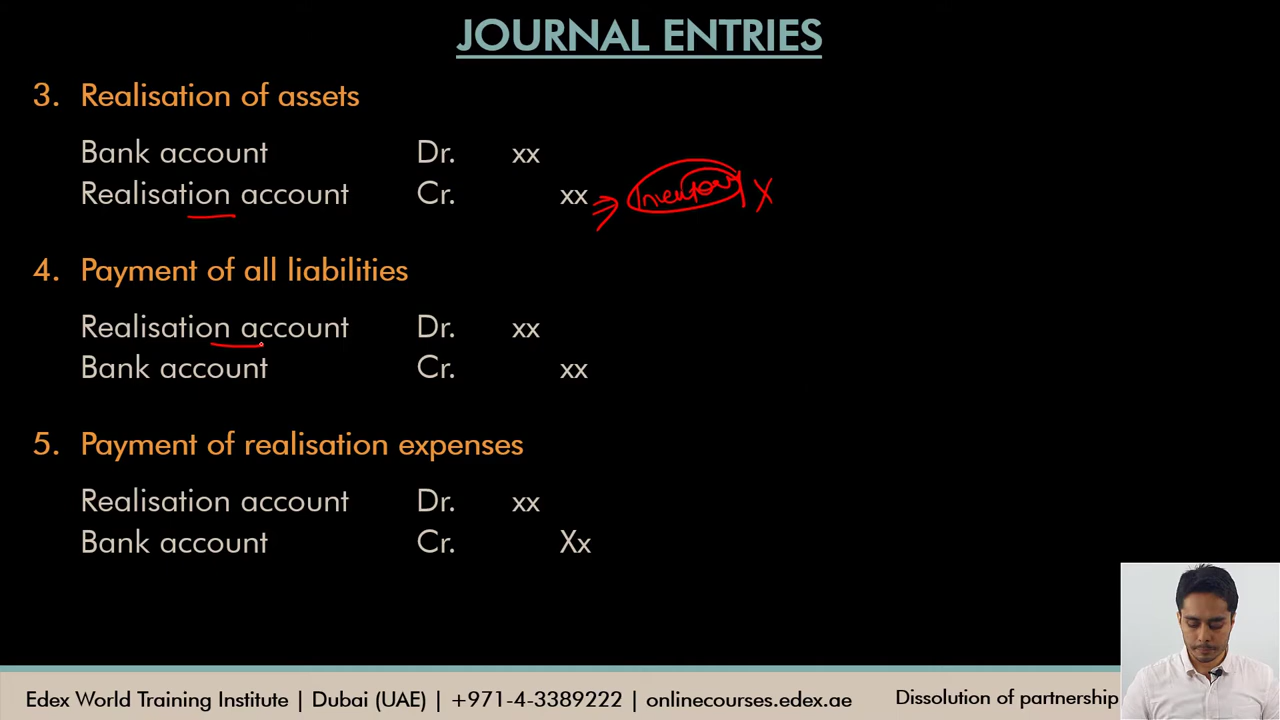 JOURNAL ENTRIES
3. Realisation of assets
Bank account Dr. xx
Realisation account Cr. xx Inventory X
4. Payment of all liabilities
Realisation account Dr. xx
Bank account Cr. xx
5. Payment of realisation expenses
Realisation account Dr. xx
Bank account Cr. Xx
Edex World Training Institute | Dubai (UAE) | +971-4-3389222 | onlinecourses.edex.ae Dissolution of partnership